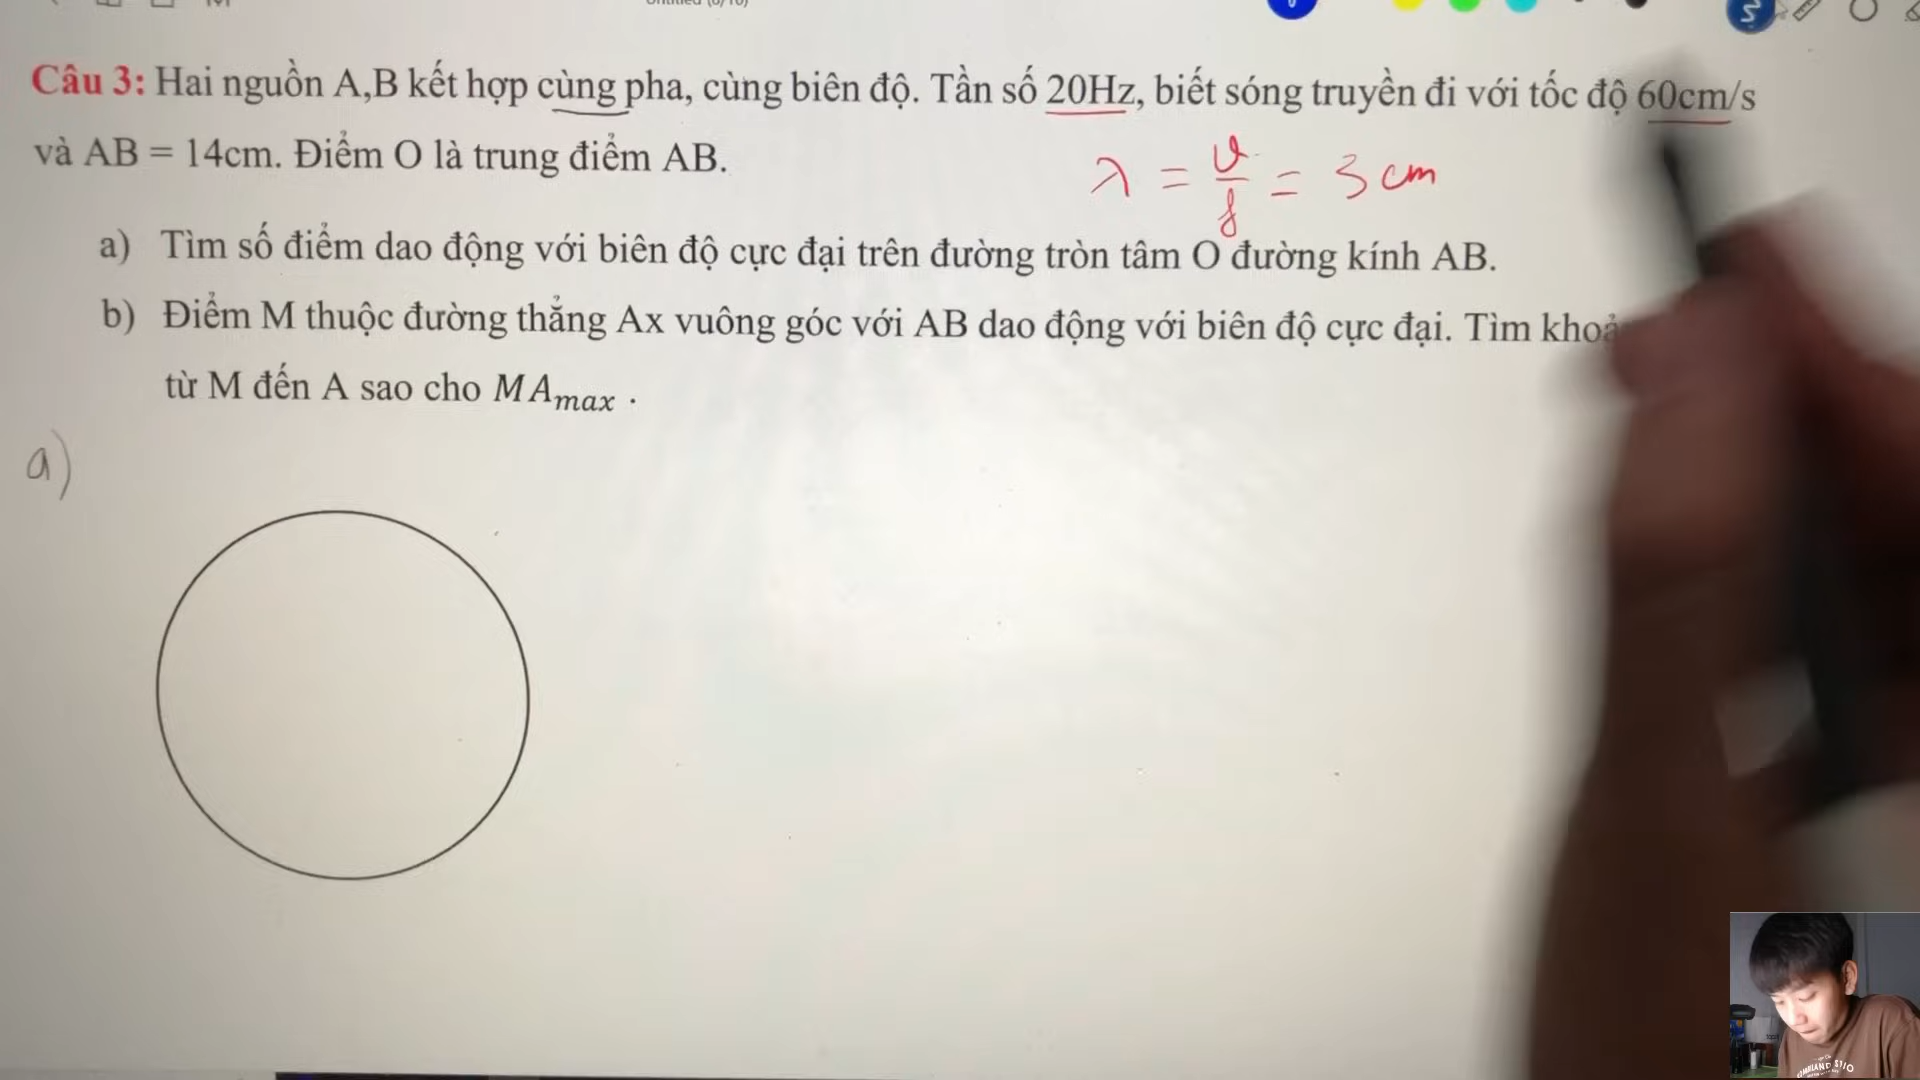 Câu 3: Hai nguồn A,B kết hợp cùng pha, cùng biên độ. Tần số 20Hz, biết sóng truyền đi với tốc độ 60cm/s
và AB = 14cm. Điểm O là trung điểm AB.
λ = v/f = 3 cm
a) Tìm số điểm dao động với biên độ cực đại trên đường tròn tâm O đường kính AB.
b) Điểm M thuộc đường thẳng Ax vuông góc với AB dao động với biên độ cực đại. Tìm
từ M đến A sao cho MAmax .
a)